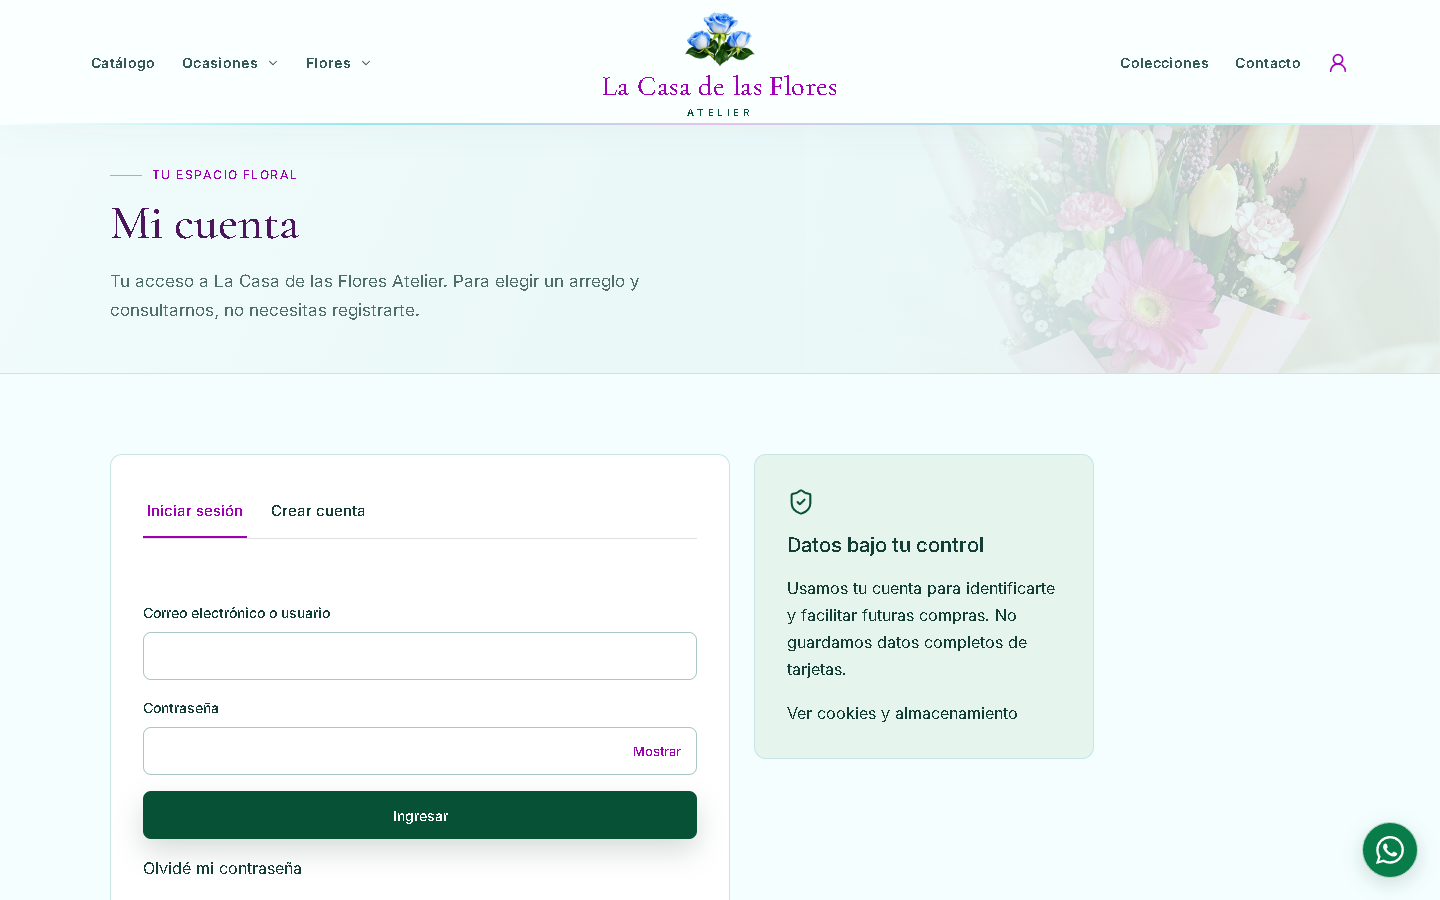 Catálogo
Ocasiones
Flores
La Casa de las Flores
ATELIER
Colecciones
Contacto
TU ESPACIO FLORAL
Mi cuenta
Tu acceso a La Casa de las Flores Atelier. Para elegir un arreglo y
consultarnos, no necesitas registrarte.
Iniciar sesión
Crear cuenta
Correo electrónico o usuario
Contraseña
Mostrar
Ingresar
Olvidé mi contraseña
Datos bajo tu control
Usamos tu cuenta para identificarte
y facilitar futuras compras. No
guardamos datos completos de
tarjetas.
Ver cookies y almacenamiento